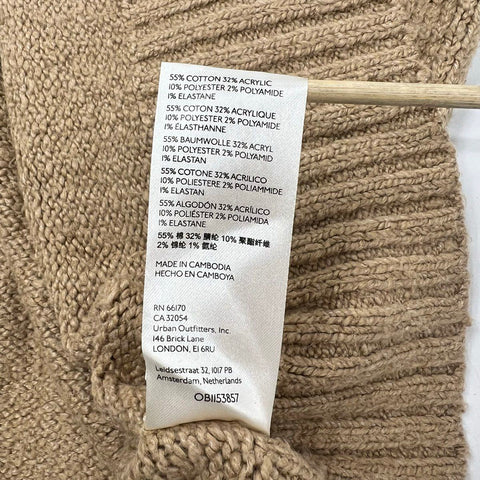 55% COTTON 32% ACRYLIC
10% POLYESTER 2% POLYAMIDE
1% ELASTANE
55% COTON 32% ACRYLIQUE
10% POLYESTER 2% POLYAMIDE
1% ELASTHANNE
55% BAUMWOLLE 32% ACRYL
10% POLYESTER 2% POLYAMID
1% ELASTAN
55% COTONE 32% ACRILICO
10% POLIESTERE 2% POLIAMMIDE
1% ELASTAN
55% ALGODÓN 32% ACRÍLICO
10% POLIÉSTER 2% POLIAMIDA
1% ELASTAN
55% 棉 32% 腈纶 10% 聚酯纤维
2% 锦纶 1% 氨纶
MADE IN CAMBODIA
HECHO EN CAMBOYA
RN 66170
CA 32054
Urban Outfitters, Inc
146 Brick Lane
LONDON, E1 6RU
Leidsestraat 32, 1017 PB
Amsterdam, Netherlands
OB1153857